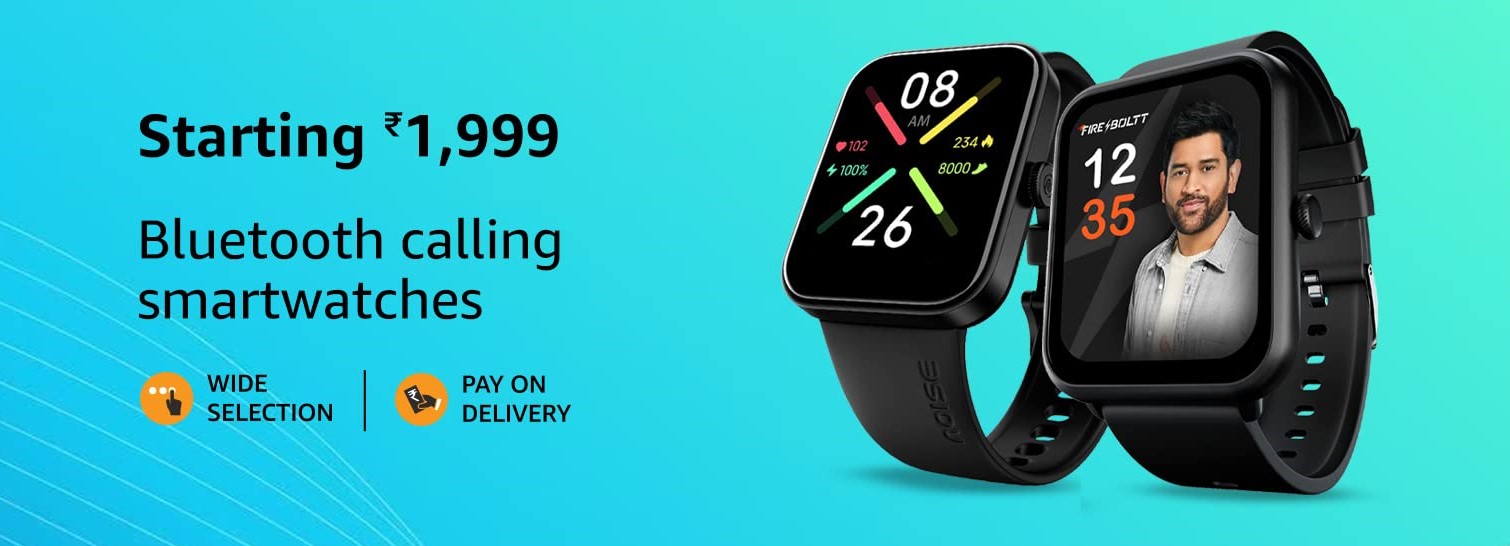 Starting ₹1,999
Bluetooth calling
smartwatches
WIDE
SELECTION
PAY ON
DELIVERY
08
AM
102
234
100%
8000
26
NOISE
FIRE BOLTT
12
35